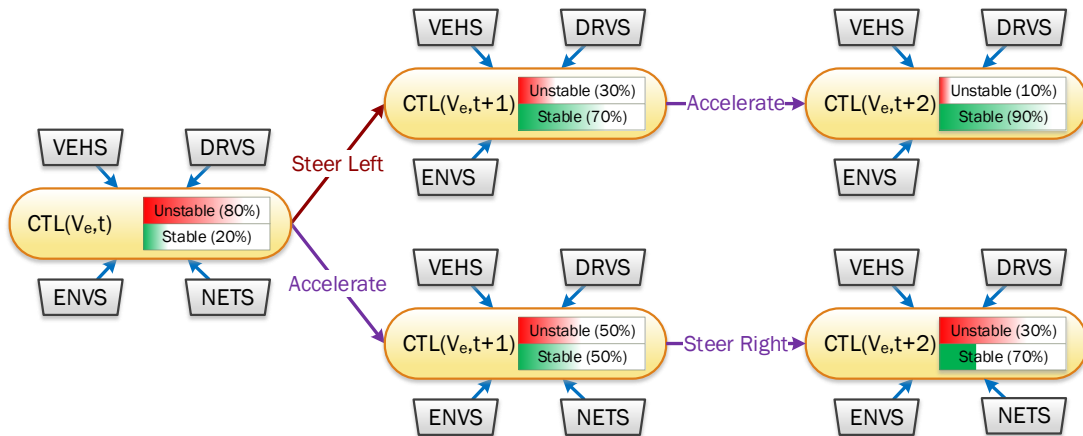 VEHS
DRVS
CTL(Vₑ,t)
Unstable (80%)
Stable (20%)
ENVS
NETS
Steer Left
Accelerate
VEHS
DRVS
CTL(Vₑ,t+1)
Unstable (30%)
Stable (70%)
ENVS
Accelerate
VEHS
DRVS
CTL(Vₑ,t+2)
Unstable (10%)
Stable (90%)
ENVS
VEHS
DRVS
CTL(Vₑ,t+1)
Unstable (50%)
Stable (50%)
ENVS
NETS
Steer Right
VEHS
DRVS
CTL(Vₑ,t+2)
Unstable (30%)
Stable (70%)
ENVS
NETS